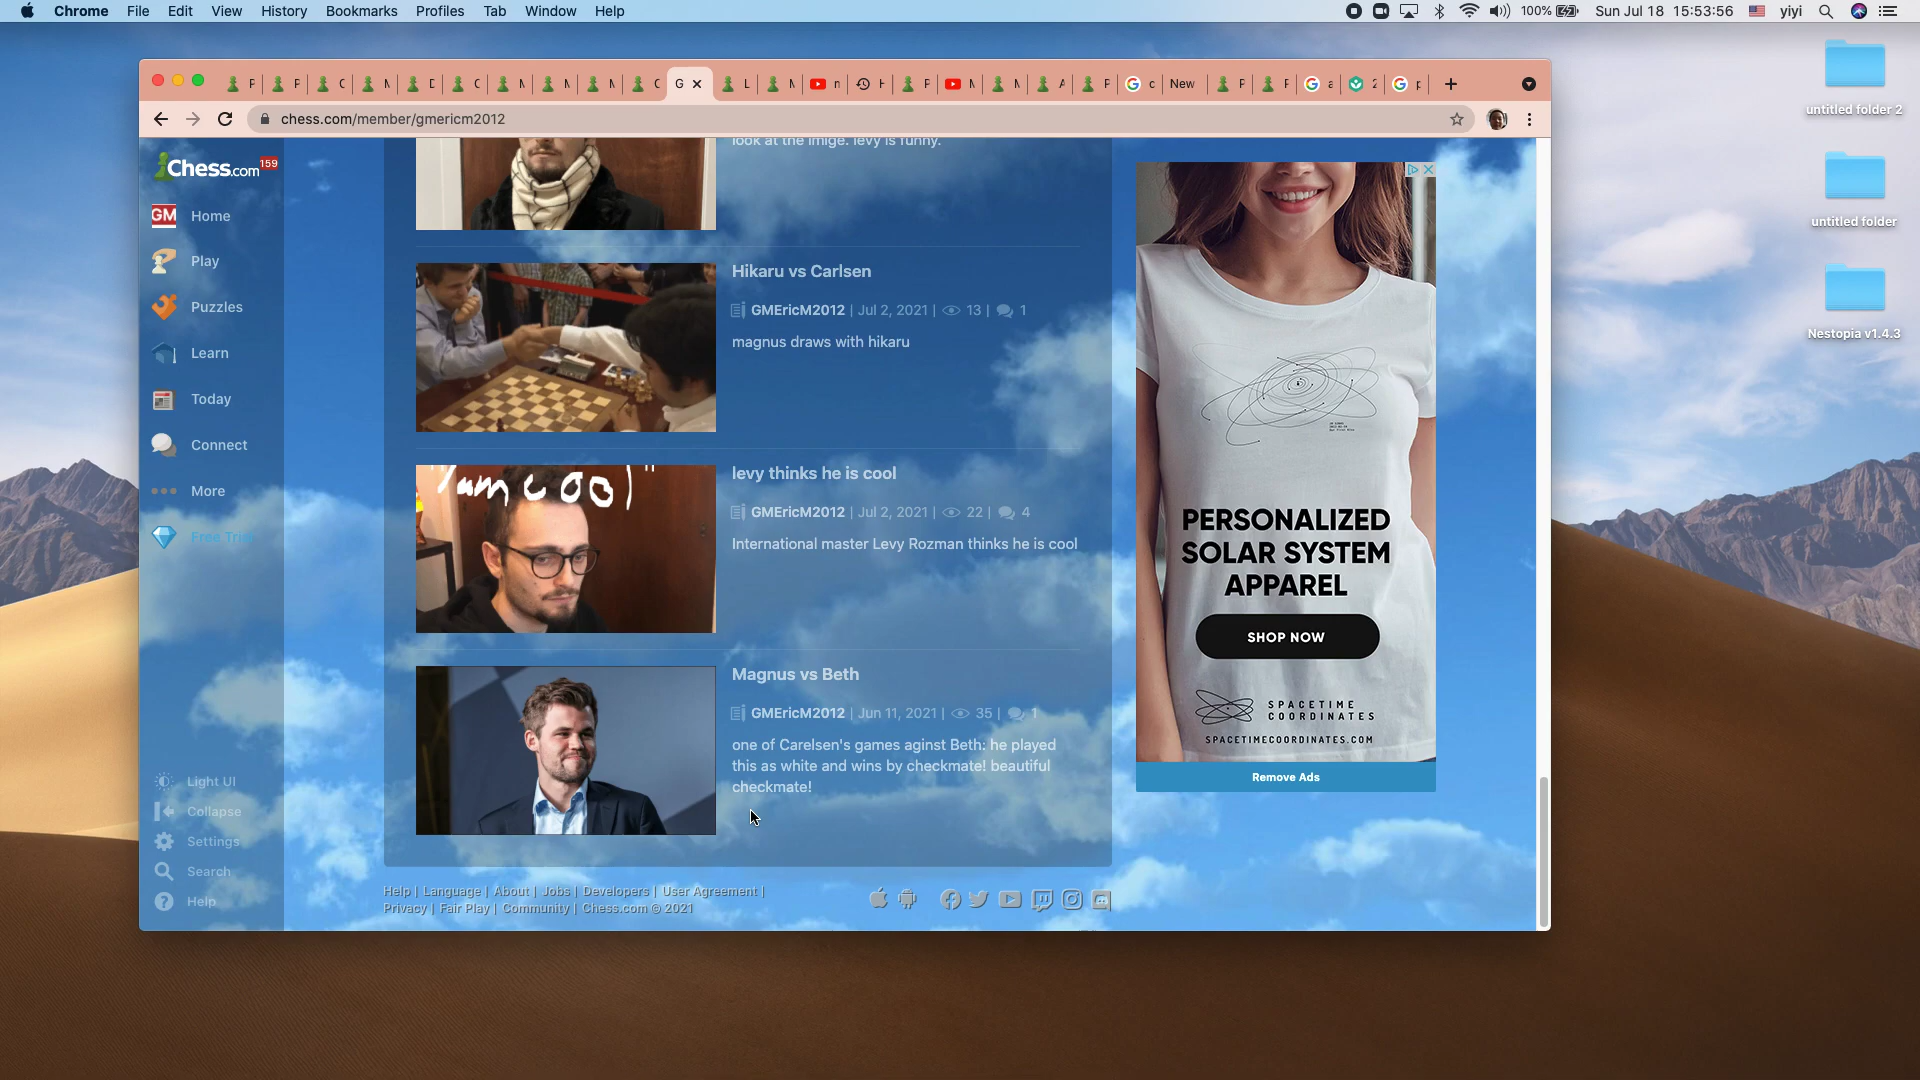 Chrome File Edit View History Bookmarks Profiles Tab Window Help
100% Sun Jul 18 15:53:56 yiyi
G New
chess.com/member/gmericm2012
untitled folder 2
untitled folder
Nestopia v1.4.3
Chess.com 159
GM Home
Play
Puzzles
Learn
Today
Connect
More
Free Trial
Light UI
Collapse
Settings
Search
Help
look at the imige. levy is funny.
Hikaru vs Carlsen
GMEricM2012 | Jul 2, 2021 | 13 | 1
magnus draws with hikaru
"I am cool"
levy thinks he is cool
GMEricM2012 | Jul 2, 2021 | 22 | 4
International master Levy Rozman thinks he is cool
Magnus vs Beth
GMEricM2012 | Jun 11, 2021 | 35 | 1
one of Carelsen's games aginst Beth: he played
this as white and wins by checkmate! beautiful
checkmate!
PERSONALIZED
SOLAR SYSTEM
APPAREL
SHOP NOW
SPACETIME
COORDINATES
SPACETIMECOORDINATES.COM
Remove Ads
Help | Language | About | Jobs | Developers | User Agreement |
Privacy | Fair Play | Community | Chess.com © 2021